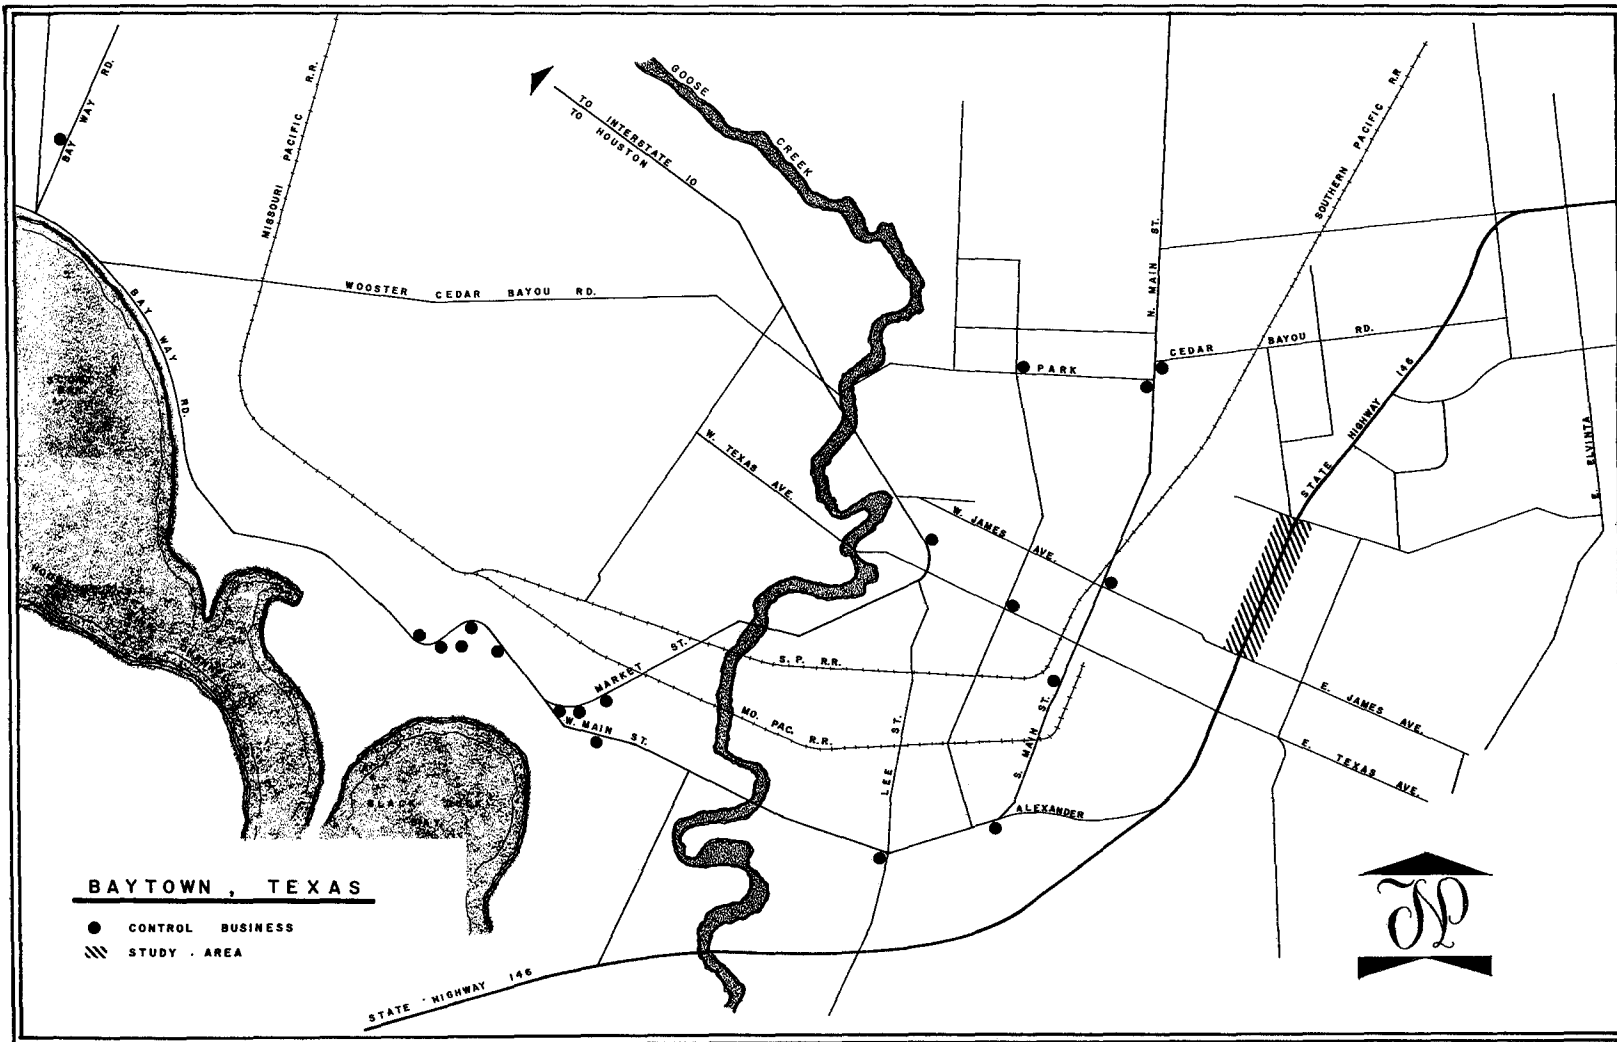 BAY WAY RD.
MISSOURI PACIFIC R.R.
TO INTERSTATE 10
TO HOUSTON
GOOSE CREEK
N. MAIN ST.
SOUTHERN PACIFIC R.R
WOOSTER CEDAR BAYOU RD.
BAY WAY RD.
CEDAR BAYOU RD.
PARK
STATE HIGHWAY 146
E. ELVINTA
W. TEXAS AVE.
W. JAMES AVE.
MARKET ST.
S. P. R.R.
MO. PAC. R.R.
W. MAIN ST.
LEE ST.
S. MAIN ST.
E. JAMES AVE.
E. TEXAS AVE.
ALEXANDER
BLACK
BAYTOWN, TEXAS
CONTROL BUSINESS
STUDY . AREA
STATE HIGHWAY 146
N